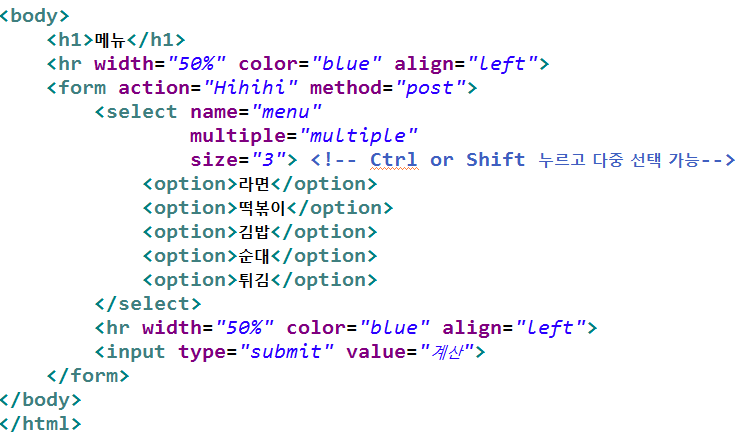 <body>
<h1>메뉴</h1>
<hr width="50%" color="blue" align="left">
<form action="Hihihi" method="post">
<select name="menu"
multiple="multiple"
size="3"> <!-- Ctrl or Shift 누르고 다중 선택 가능-->
<option>라면</option>
<option>떡볶이</option>
<option>김밥</option>
<option>순대</option>
<option>튀김</option>
</select>
<hr width="50%" color="blue" align="left">
<input type="submit" value="계산">
</form>
</body>
</html>